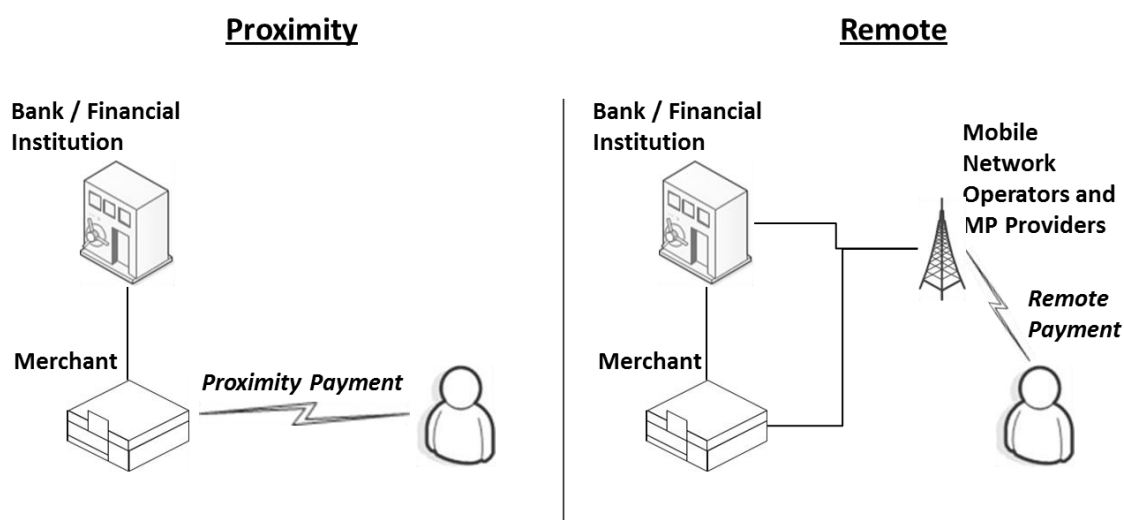 Proximity
Bank / Financial
Institution
Merchant
Proximity Payment
Remote
Bank / Financial
Institution
Mobile
Network
Operators and
MP Providers
Remote
Payment
Merchant